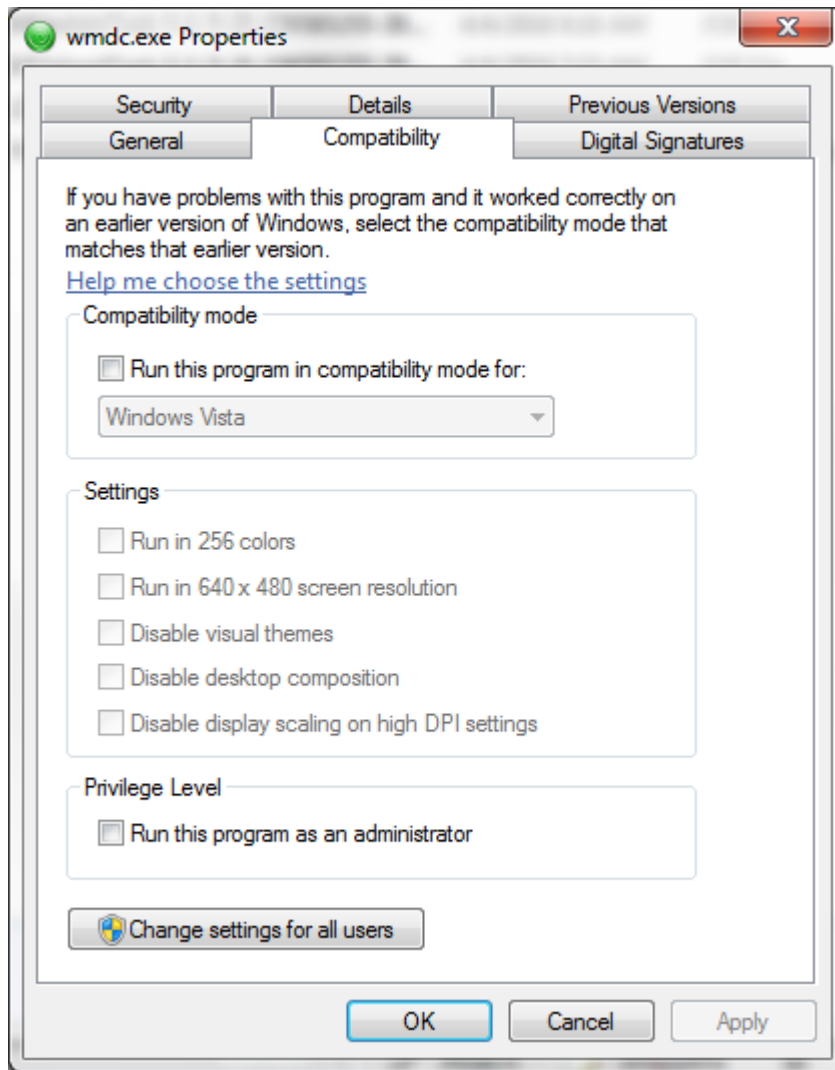 wmdc.exe Properties
Security
Details
Previous Versions
General
Compatibility
Digital Signatures
If you have problems with this program and it worked correctly on
an earlier version of Windows, select the compatibility mode that
matches that earlier version.
Help me choose the settings
Compatibility mode
Run this program in compatibility mode for:
Windows Vista
Settings
Run in 256 colors
Run in 640 x 480 screen resolution
Disable visual themes
Disable desktop composition
Disable display scaling on high DPI settings
Privilege Level
Run this program as an administrator
Change settings for all users
OK
Cancel
Apply